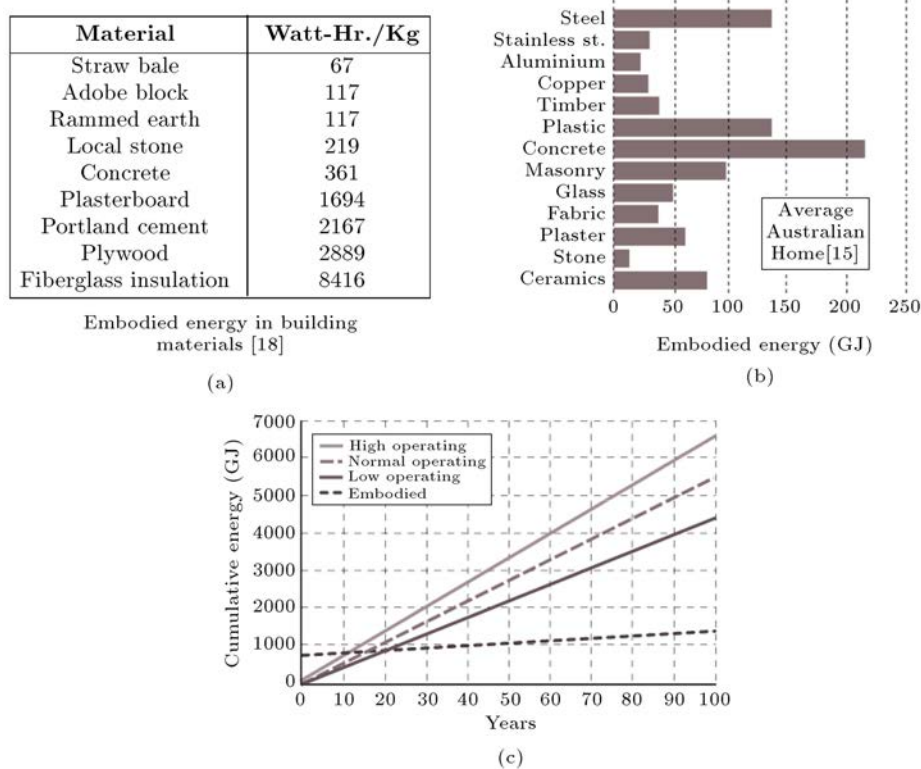 Material Watt-Hr./Kg
Straw bale 67
Adobe block 117
Rammed earth 117
Local stone 219
Concrete 361
Plasterboard 1694
Portland cement 2167
Plywood 2889
Fiberglass insulation 8416
Embodied energy in building
materials [18]
(a)
Steel
Stainless st.
Aluminium
Copper
Timber
Plastic
Concrete
Masonry
Glass
Fabric
Plaster
Stone
Ceramics
Average
Australian
Home[15]
0 50 100 150 200 250
Embodied energy (GJ)
(b)
7000
6000
5000
4000
3000
2000
1000
0
Cumulative energy (GJ)
High operating
Normal operating
Low operating
Embodied
0 10 20 30 40 50 60 70 80 90 100
Years
(c)